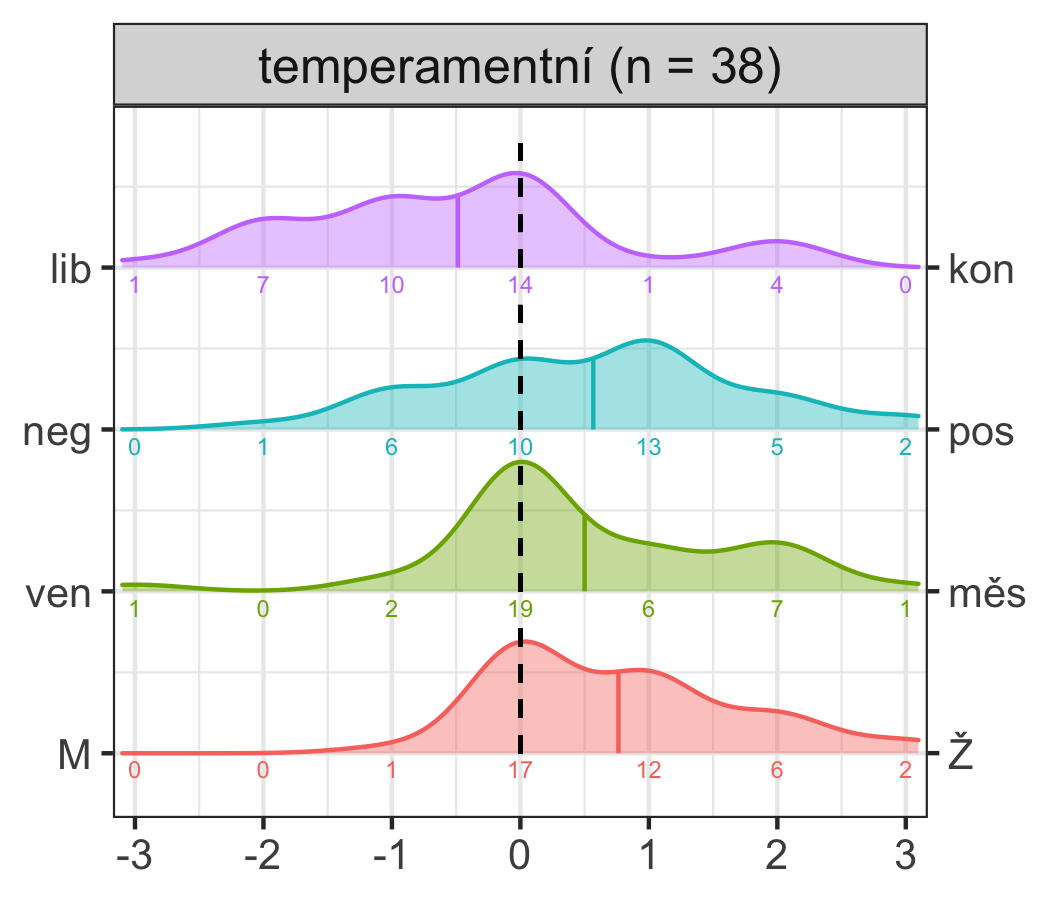 temperamentní (n = 38)
lib kon
1 7 10 14 1 4 0
neg pos
0 1 6 10 13 5 2
ven měs
1 0 2 19 6 7 1
M Ž
0 0 1 17 12 6 2
-3 -2 -1 0 1 2 3